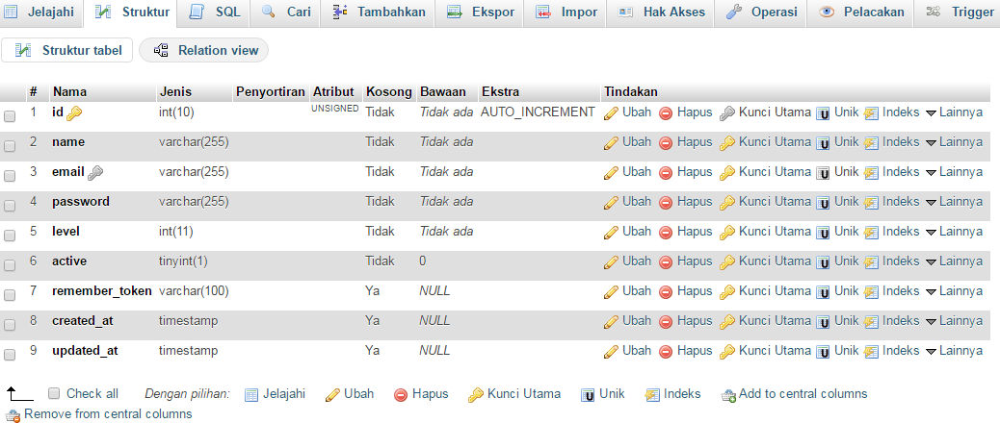 Jelajahi Struktur SQL Cari Tambahkan Ekspor Impor Hak Akses Operasi Pelacakan Trigger
Struktur tabel Relation view
# Nama Jenis Penyortiran Atribut Kosong Bawaan Ekstra Tindakan
1 id int(10) UNSIGNED Tidak Tidak ada AUTO_INCREMENT Ubah Hapus Kunci Utama Unik Indeks Lainnya
2 name varchar(255) Tidak Tidak ada Ubah Hapus Kunci Utama Unik Indeks Lainnya
3 email varchar(255) Tidak Tidak ada Ubah Hapus Kunci Utama Unik Indeks Lainnya
4 password varchar(255) Tidak Tidak ada Ubah Hapus Kunci Utama Unik Indeks Lainnya
5 level int(11) Tidak Tidak ada Ubah Hapus Kunci Utama Unik Indeks Lainnya
6 active tinyint(1) Tidak 0 Ubah Hapus Kunci Utama Unik Indeks Lainnya
7 remember_token varchar(100) Ya NULL Ubah Hapus Kunci Utama Unik Indeks Lainnya
8 created_at timestamp Ya NULL Ubah Hapus Kunci Utama Unik Indeks Lainnya
9 updated_at timestamp Ya NULL Ubah Hapus Kunci Utama Unik Indeks Lainnya
Check all Dengan pilihan: Jelajahi Ubah Hapus Kunci Utama Unik Indeks Add to central columns
Remove from central columns